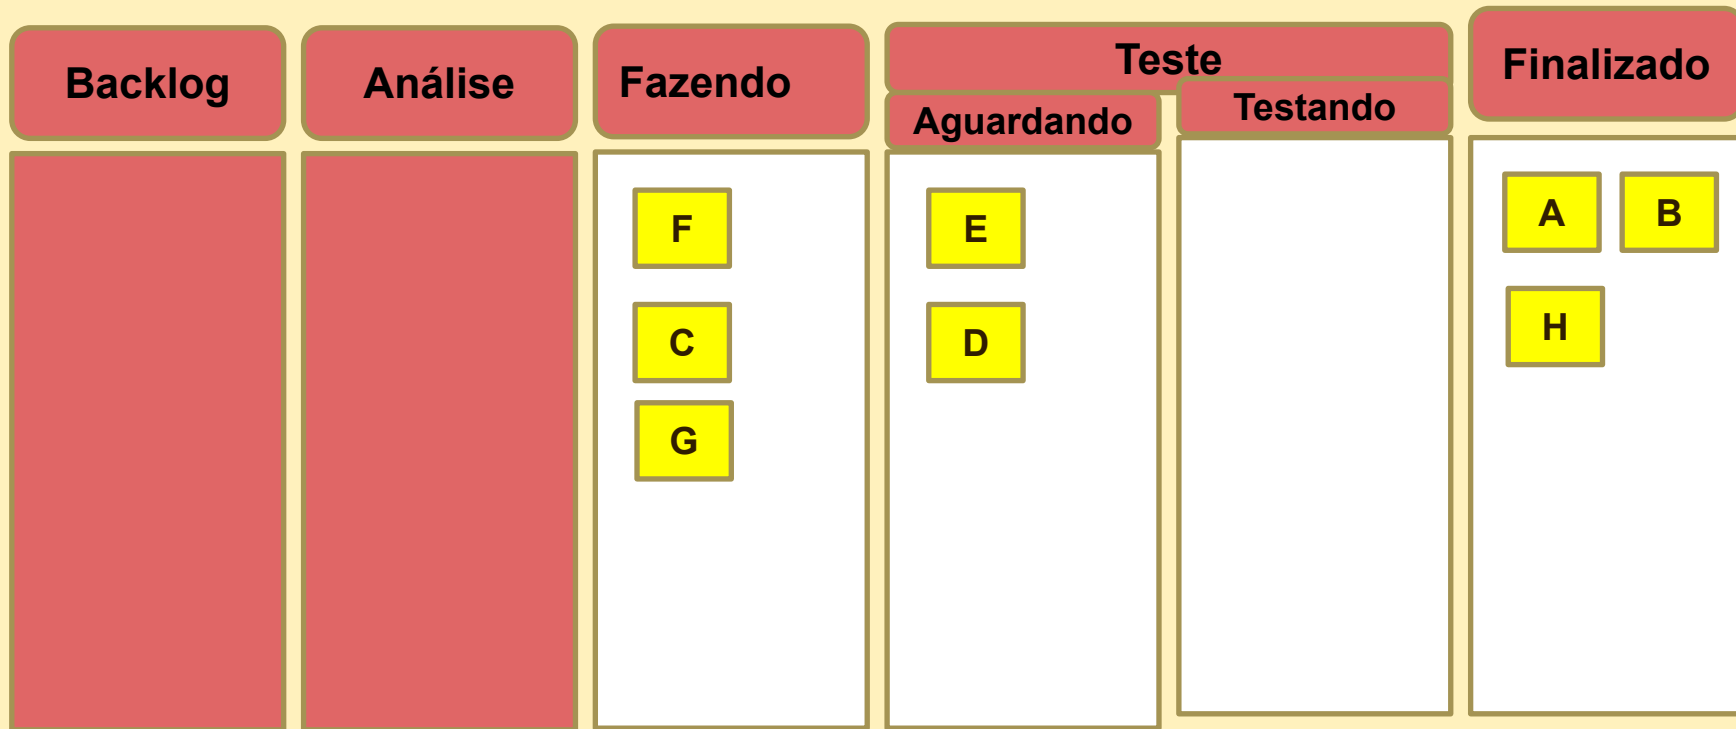 Backlog
Análise
Fazendo
Teste
Aguardando
Testando
Finalizado
F
C
G
E
D
A
B
H